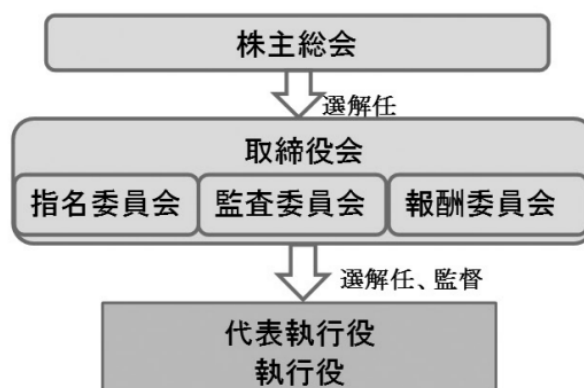 株主総会
選解任
取締役会
指名委員会 監査委員会 報酬委員会
選解任、監督
代表執行役
執行役